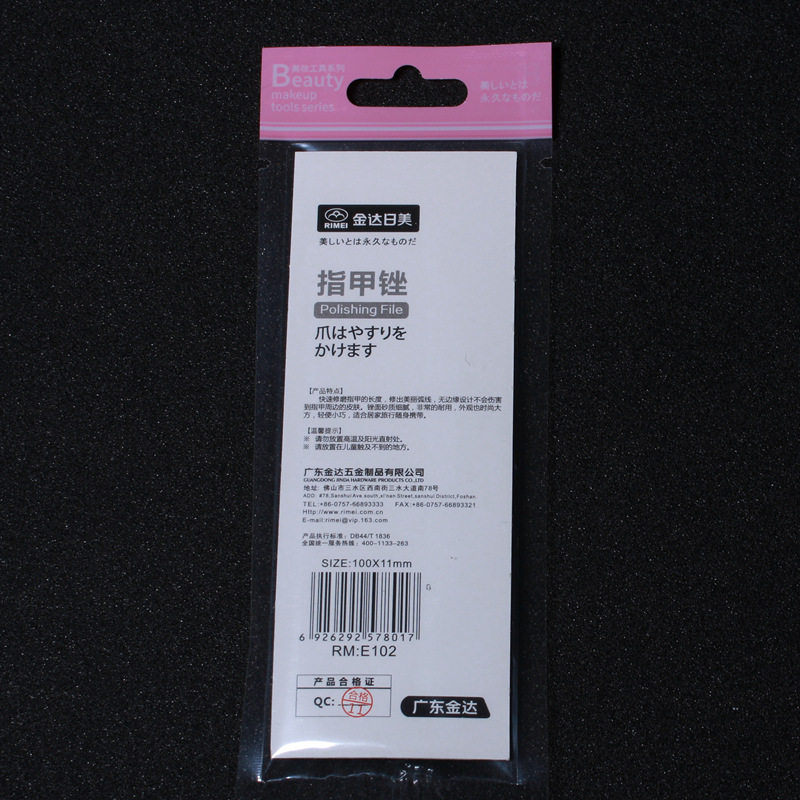 美妆工具系列
Beauty
makeup
tools series
美しいとは
永久なものだ
RIMEI 金达日美
美しいとは永久なものだ
指甲锉
Polishing File
爪はやすりを
かけます
【产品特点】
快速修磨指甲的长度，修出美丽弧线，无边缘设计不会伤害
到指甲周边的皮肤。锉面砂质细腻，非常的耐用，外观也时尚大
方，轻便小巧，适合居家旅行随身携带。
【温馨提示】
※ 请勿放置高温及阳光直射处。
※ 请放置在儿童触及不到的地方。
广东金达五金制品有限公司
GUANGDONG JINDA HARDWARE PRODUCTS CO.,LTD
地址: 佛山市三水区西南街三水大道南78号
ADD: #78,SanshuiAve.south,xi'nan Street,sanshui District,Foshan.
TEL:+86-0757-66893333 FAX:+86-0757-66893321
Http://www.rimei.com.cn
E-mail:rimei@vip.163.com
产品执行标准: DB44/T 1836
全国统一服务热线: 400-1133-263
SIZE:100X11mm
6 926292 578017
RM:E102
产品合格证
QC: 合格
11
广东金达